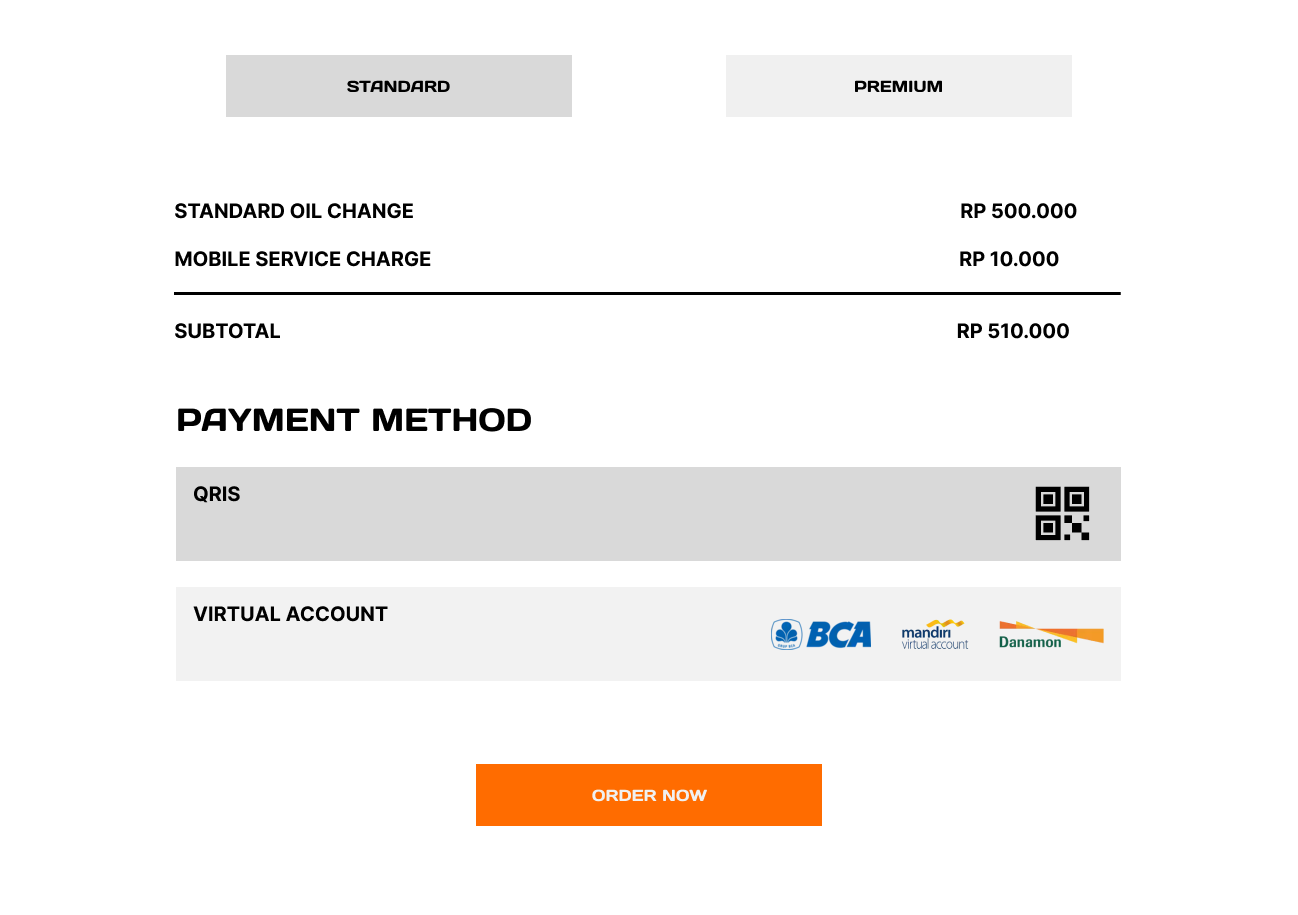 STANDARD PREMIUM
STANDARD OIL CHANGE RP 500.000
MOBILE SERVICE CHARGE RP 10.000
SUBTOTAL RP 510.000
PAYMENT METHOD
QRIS
VIRTUAL ACCOUNT
BCA mandiri
virtual account Danamon
ORDER NOW